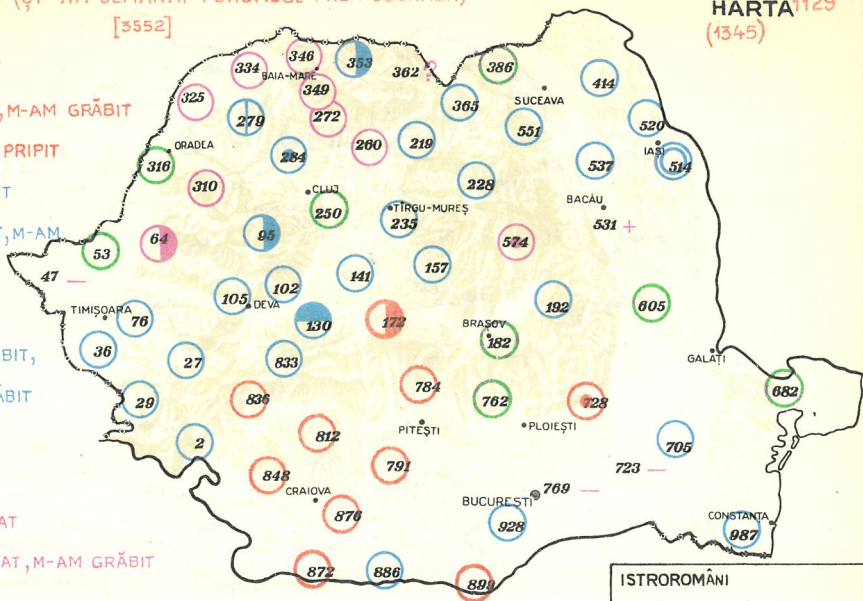 HARTA 1129
(1345)
[3552]
346
334
BAIA-MARE
353
362
386
414
325
349
365
SUCEAVA
M-AM GRĂBIT
279
272
551
520
PRIPIT
ORADEA
284
260
219
537
IAȘI
514
316
310
CLUJ
228
250
TÎRGU-MUREȘ
235
BACĂU
531 +
M-AM
64
95
574
53
47 —
141
157
105
DEVA
102
192
605
TIMIȘOARA
76
130
172
BRAȘOV
182
36
27
833
GALAȚI
29
836
784
762
728
682
2
812
PITEȘTI
PLOIEȘTI
705
848
791
723 —
CRAIOVA
BUCUREȘTI
769 —
876
928
CONSTANȚA
987
M-AM GRĂBIT
872
886
899
ISTROROMÂNI